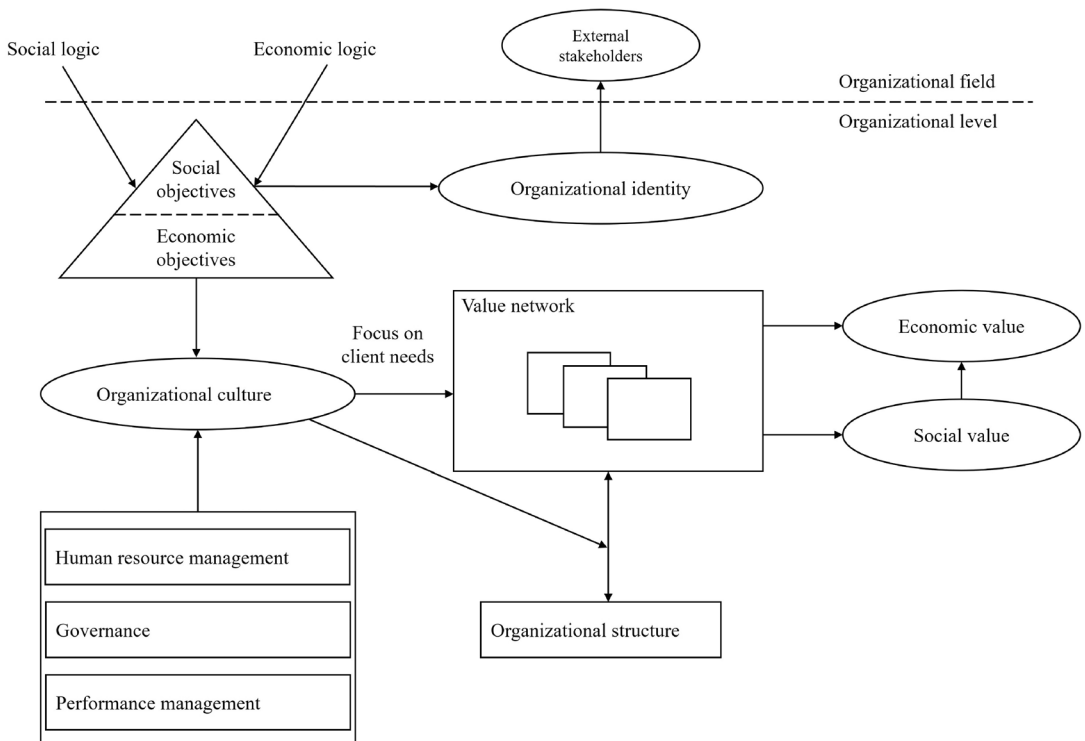 External
stakeholders
Social logic
Economic logic
Organizational field
Organizational level
Social
objectives
Organizational identity
Economic
objectives
Value network
Focus on
client needs
Economic value
Organizational culture
Social value
Human resource management
Governance
Organizational structure
Performance management